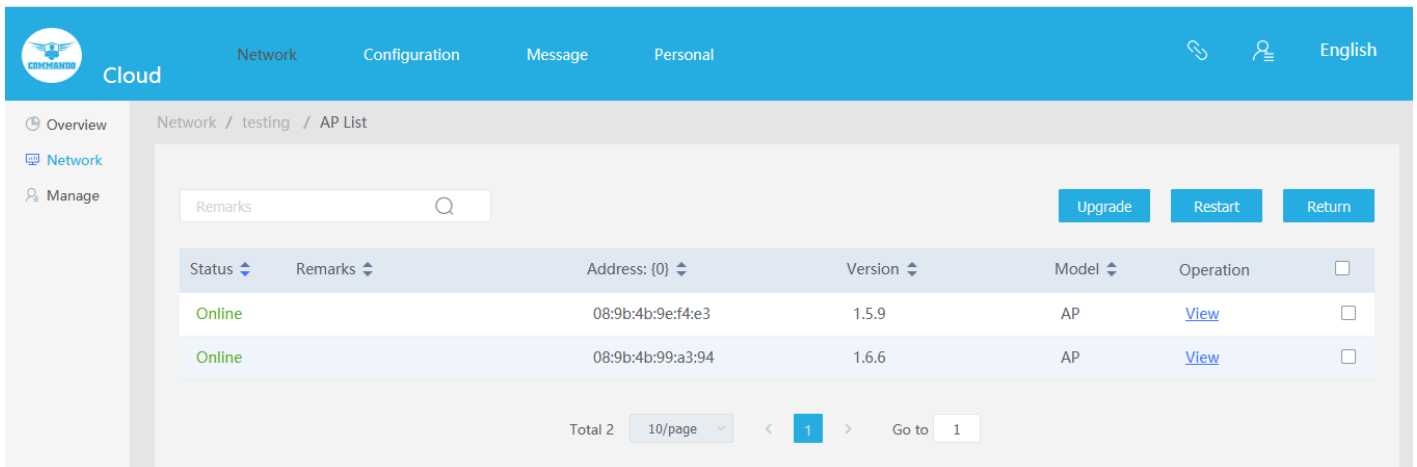 COMMANDO
Cloud
Network Configuration Message Personal English
Overview
Network
Manage
Network / testing / AP List
Remarks Upgrade Restart Return
Status Remarks Address: {0} Version Model Operation
Online 08:9b:4b:9e:f4:e3 1.5.9 AP View
Online 08:9b:4b:99:a3:94 1.6.6 AP View
Total 2 10/page < 1 > Go to 1